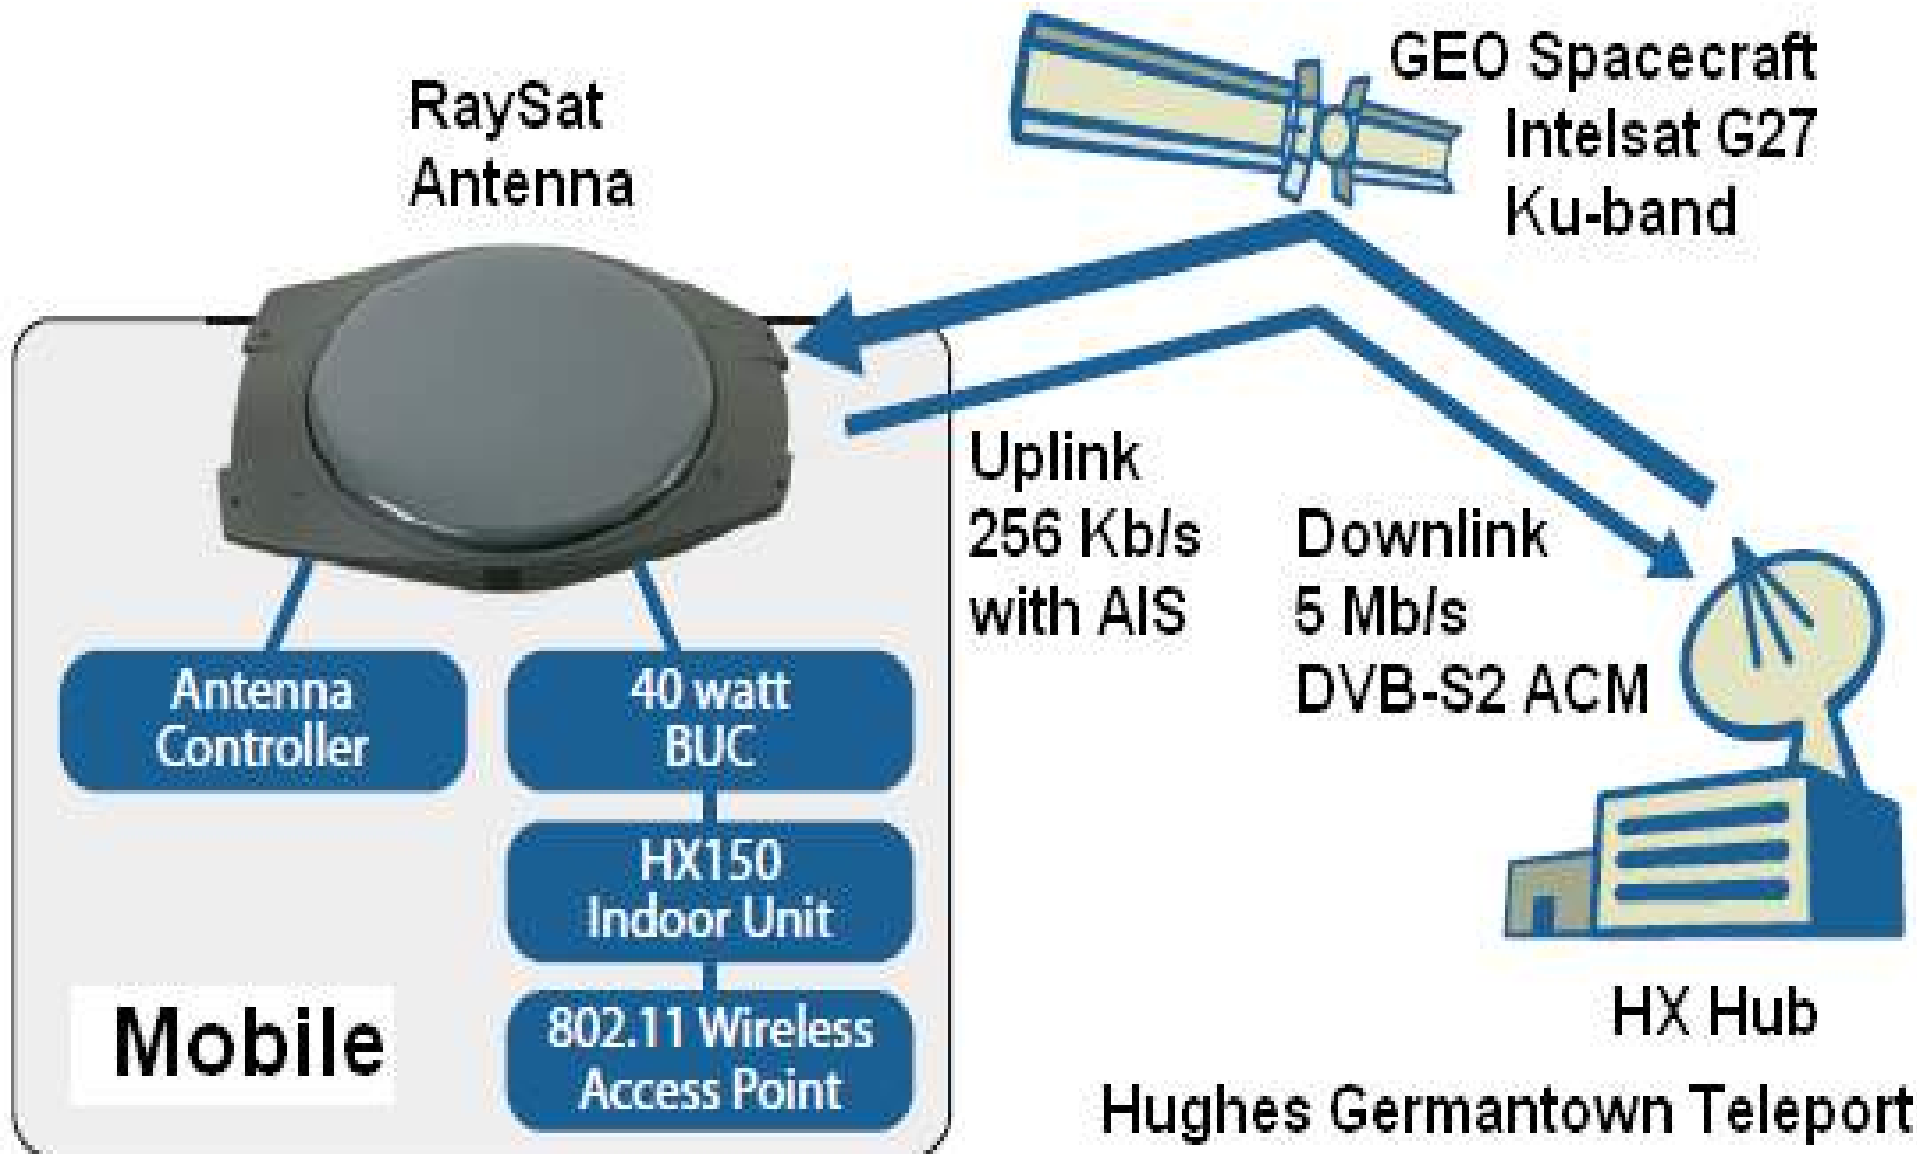 RaySat
Antenna
GEO Spacecraft
Intelsat G27
Ku-band
Uplink
256 Kb/s
with AIS
Downlink
5 Mb/s
DVB-S2 ACM
Antenna
Controller
40 watt
BUC
HX150
Indoor Unit
802.11 Wireless
Access Point
Mobile
HX Hub
Hughes Germantown Teleport